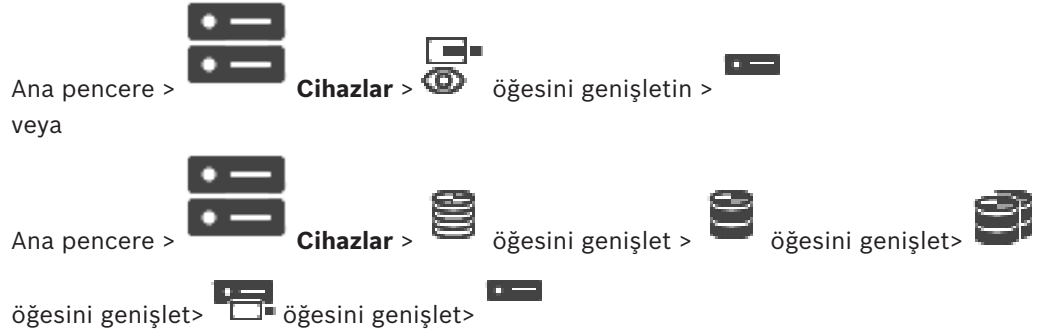 Ana pencere > Cihazlar > öğesini genişletin >
veya
Ana pencere > Cihazlar > öğesini genişlet > öğesini genişlet>
öğesini genişlet> öğesini genişlet>